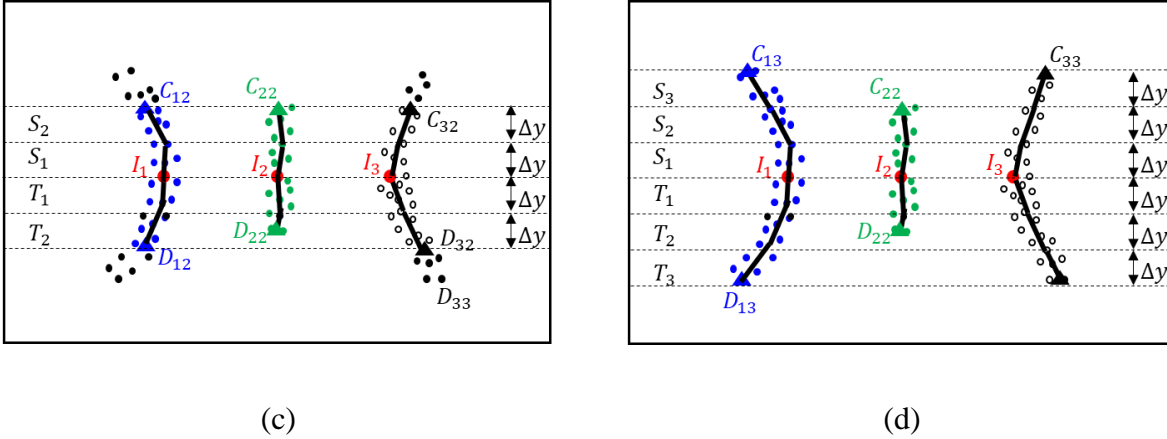 C₁₂ C₂₂ C₃₂
S₂ Δy
S₁ Δy
I₁ I₂ I₃
T₁ Δy
T₂ Δy
D₁₂ D₂₂ D₃₂
D₃₃
(c)
C₁₃ C₃₃
S₃ Δy
C₂₂
S₂ Δy
S₁ Δy
I₁ I₂ I₃
T₁ Δy
D₂₂
T₂ Δy
T₃ Δy
D₁₃
(d)